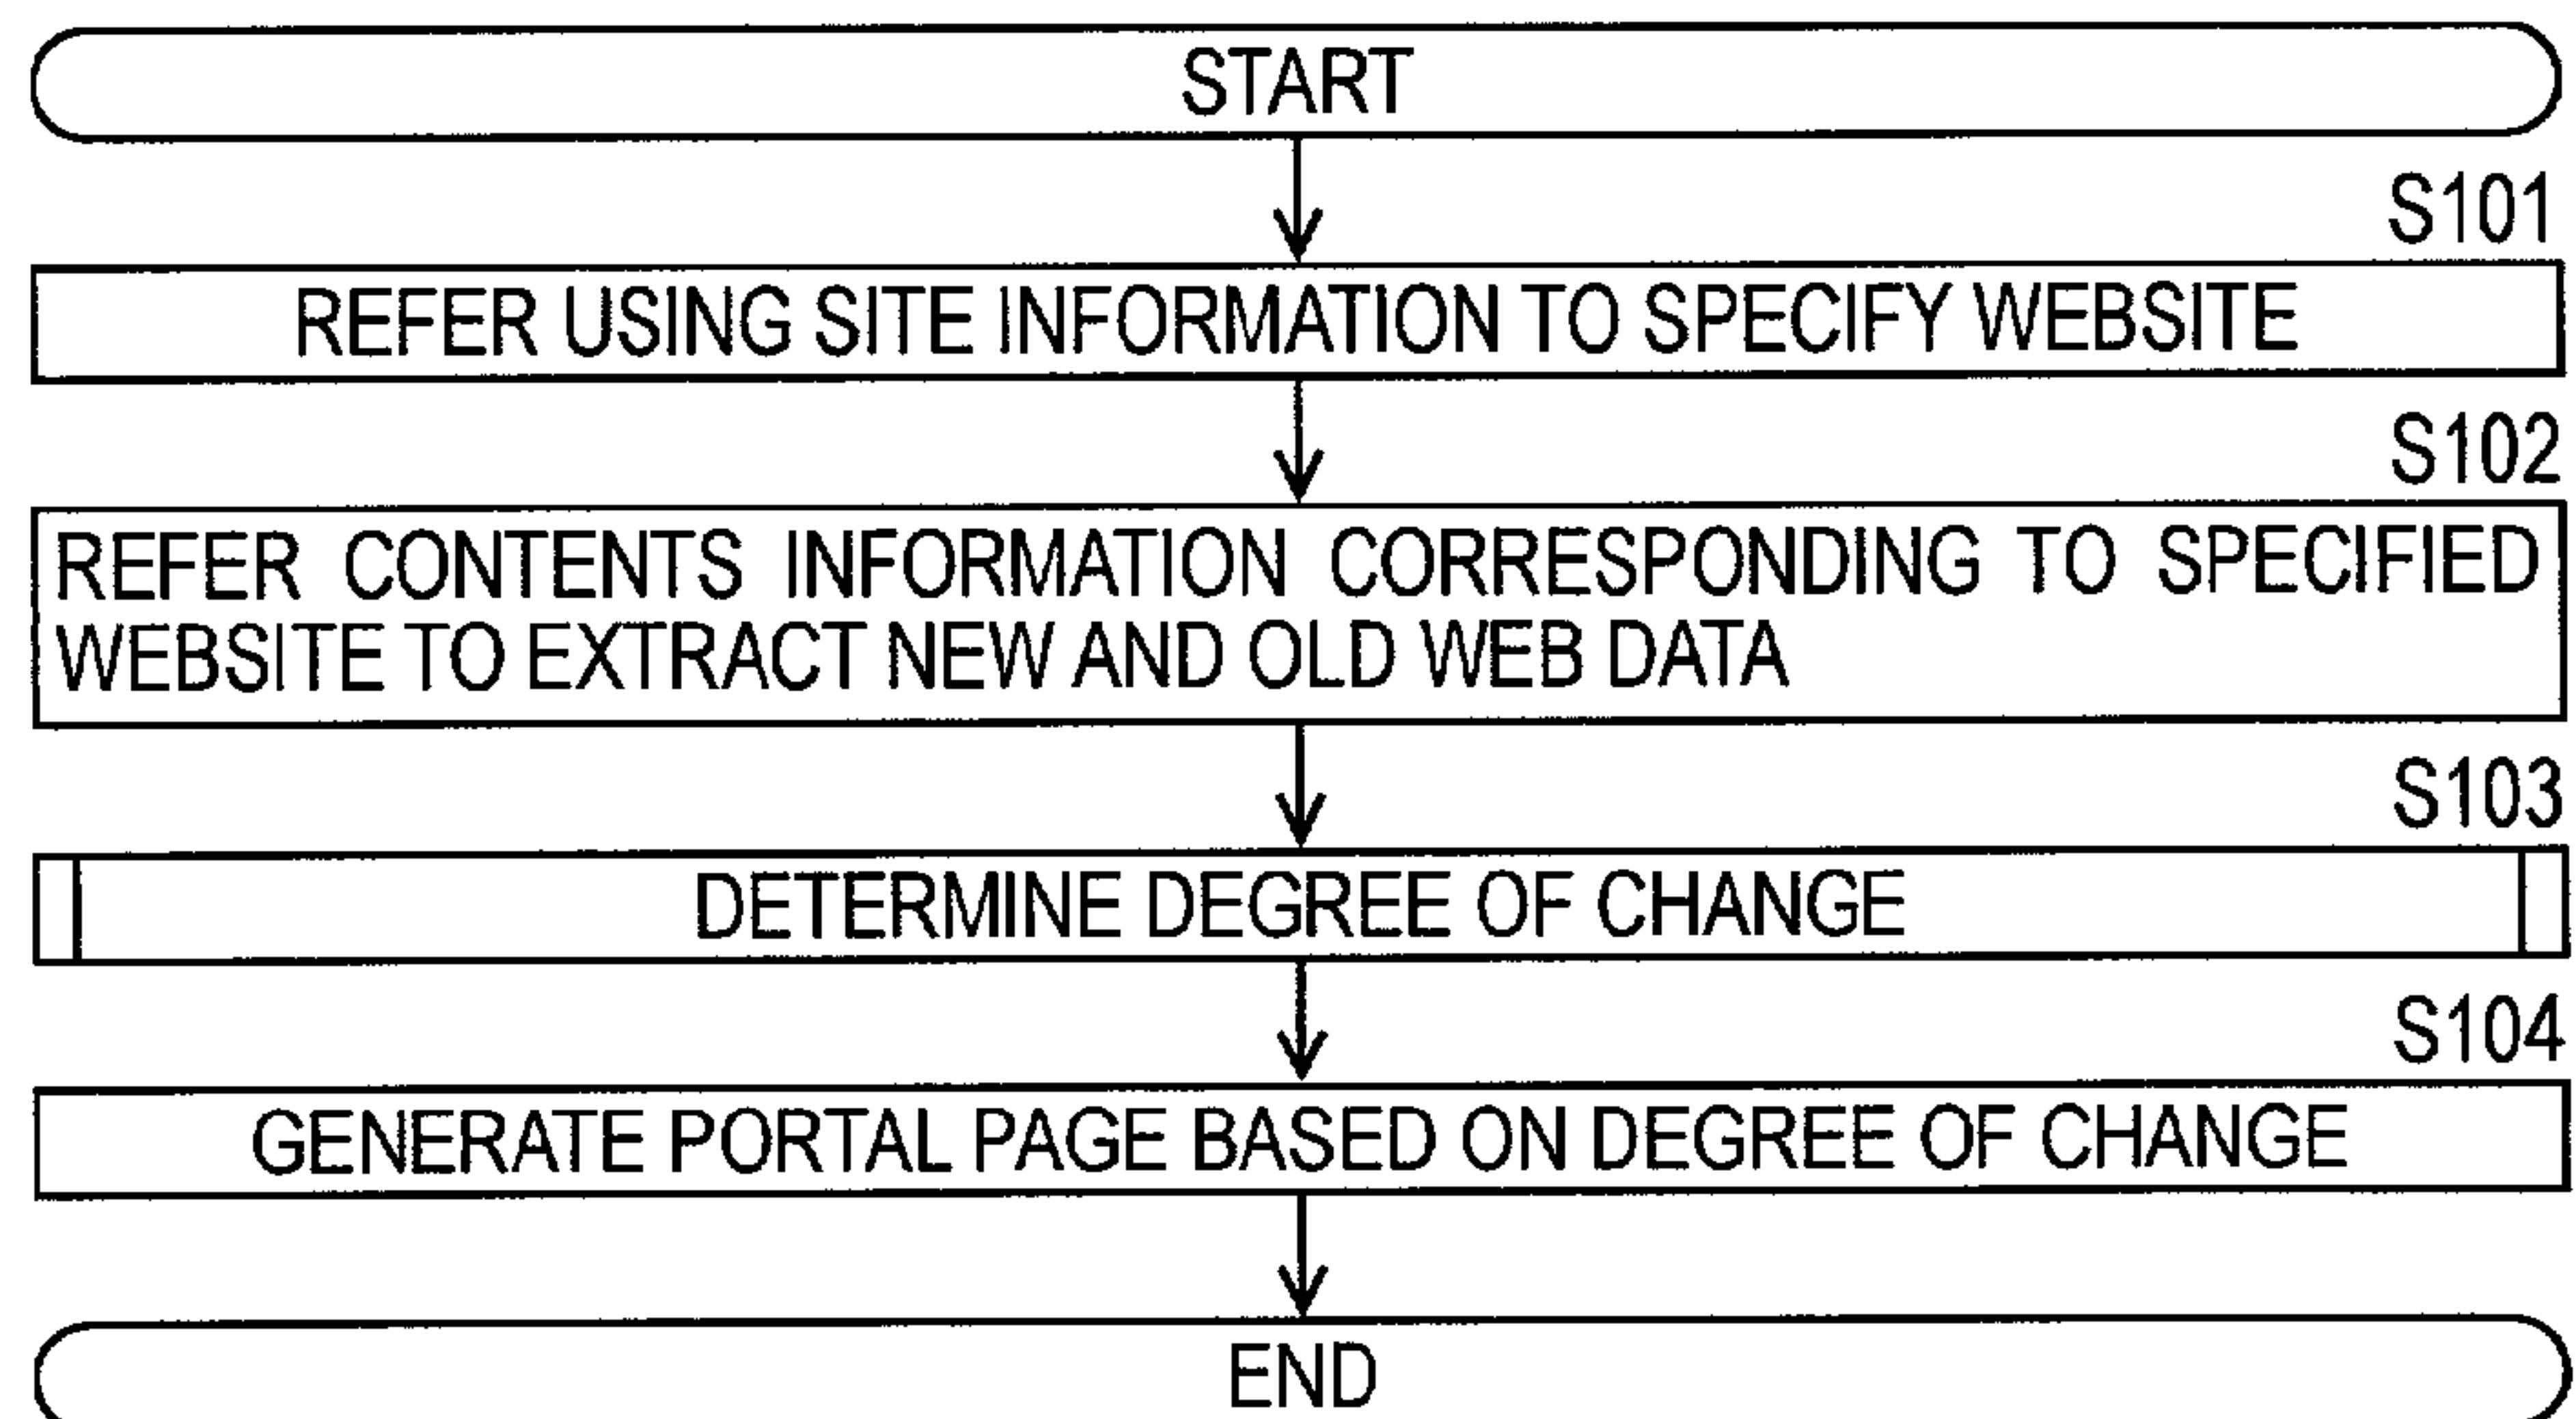 START
S101
REFER USING SITE INFORMATION TO SPECIFY WEBSITE
S102
REFER CONTENTS INFORMATION CORRESPONDING TO SPECIFIED
WEBSITE TO EXTRACT NEW AND OLD WEB DATA
S103
DETERMINE DEGREE OF CHANGE
S104
GENERATE PORTAL PAGE BASED ON DEGREE OF CHANGE
END